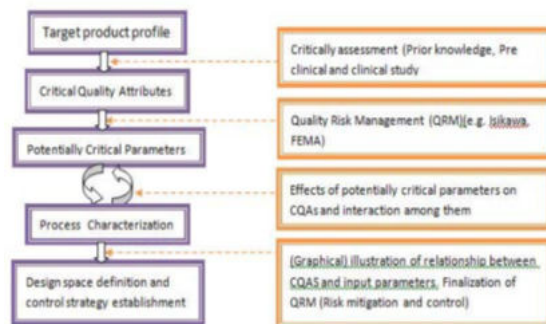 Target product profile
Critically assessment (Prior knowledge, Pre
clinical and clinical study
Critical Quality Attributes
Quality Risk Management (QRM)(e.g. Isikawa,
FEMA)
Potentially Critical Parameters
Effects of potentially critical parameters on
CQAs and interaction among them
Process Characterization
Design space definition and
control strategy establishment
(Graphical) illustration of relationship between
CQAS and input parameters, Finalization of
QRM (Risk mitigation and control)